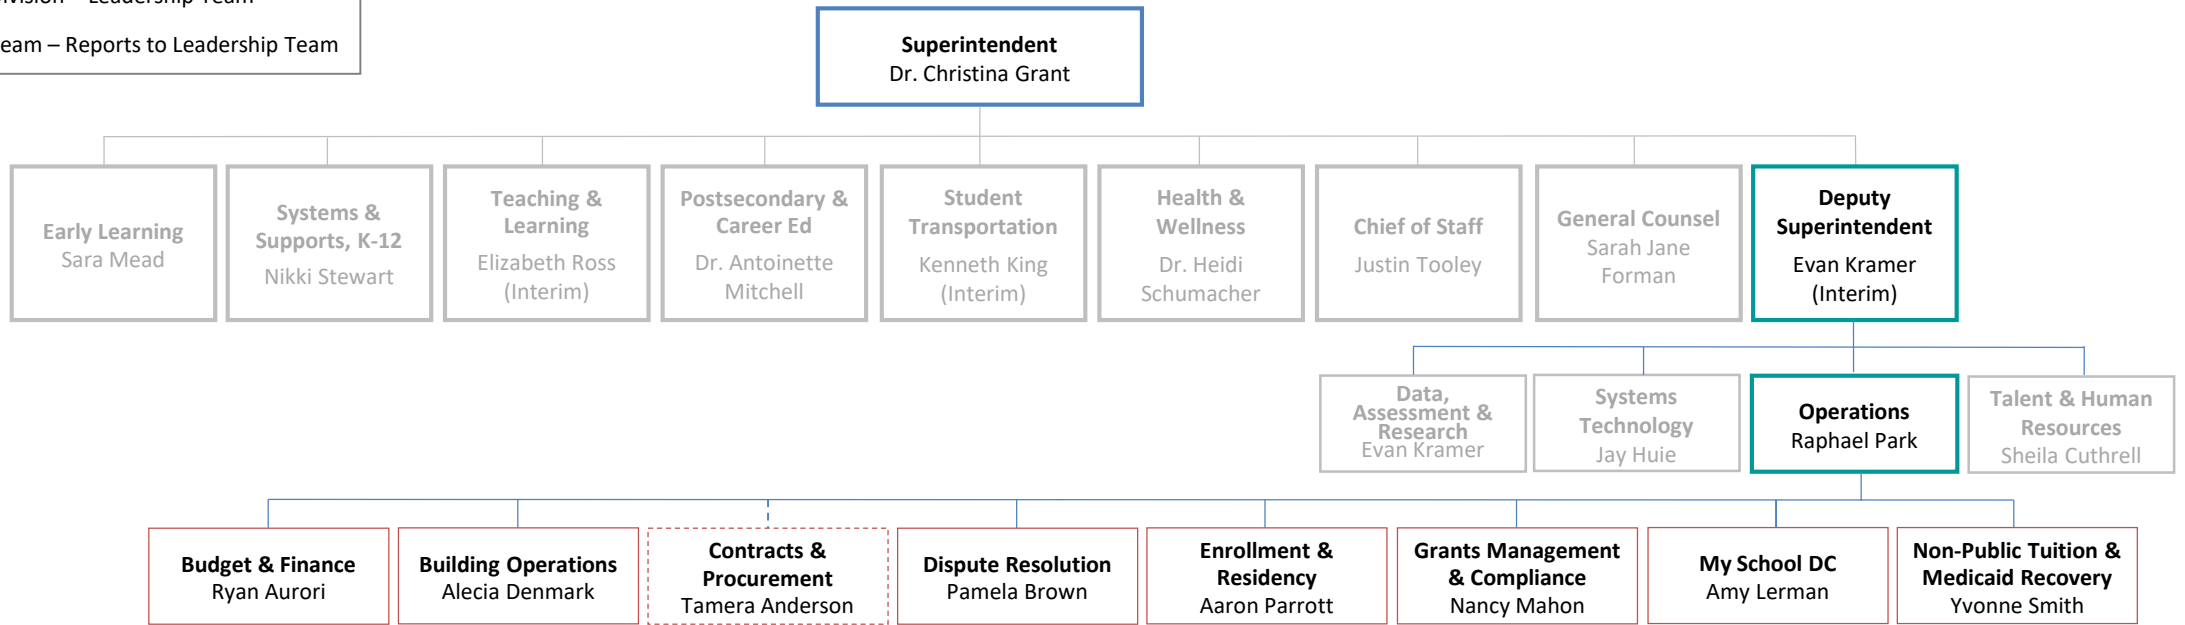 – Leadership Team
– Reports to Leadership Team
Superintendent
Dr. Christina Grant
Early Learning
Sara Mead
Systems &
Supports, K-12
Nikki Stewart
Teaching &
Learning
Elizabeth Ross
(Interim)
Postsecondary &
Career Ed
Dr. Antoinette
Mitchell
Student
Transportation
Kenneth King
(Interim)
Health &
Wellness
Dr. Heidi
Schumacher
Chief of Staff
Justin Tooley
General Counsel
Sarah Jane
Forman
Deputy
Superintendent
Evan Kramer
(Interim)
Data,
Assessment &
Research
Evan Kramer
Systems
Technology
Jay Huie
Operations
Raphael Park
Talent & Human
Resources
Sheila Cuthrell
Budget & Finance
Ryan Aurori
Building Operations
Alecia Denmark
Contracts &
Procurement
Tamera Anderson
Dispute Resolution
Pamela Brown
Enrollment &
Residency
Aaron Parrott
Grants Management
& Compliance
Nancy Mahon
My School DC
Amy Lerman
Non-Public Tuition &
Medicaid Recovery
Yvonne Smith